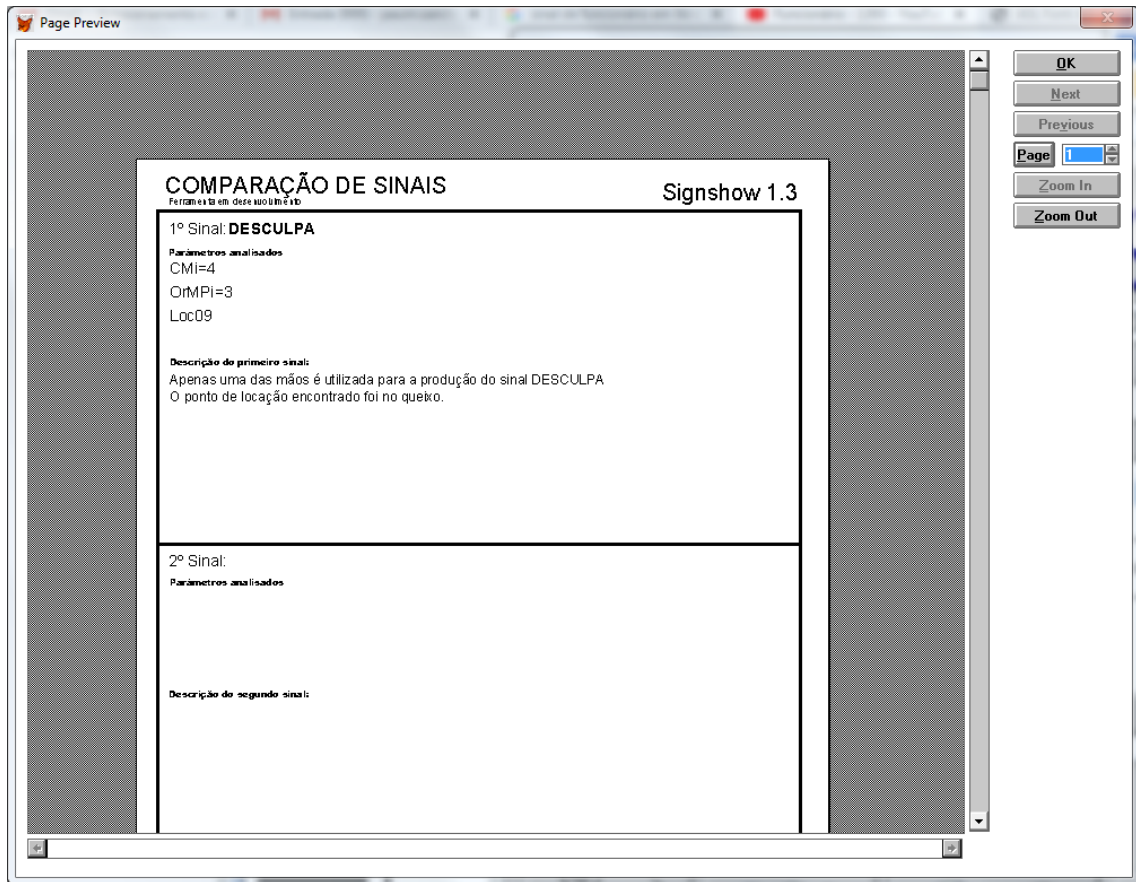 Page Preview
OK
Next
Previous
Page 1
Zoom In
Zoom Out
COMPARAÇÃO DE SINAIS
Signshow 1.3
Ferramenta em desenvolvimento
1º Sinal: DESCULPA
Parâmetros analisados
CMi=4
OrMPi=3
Loc09
Descrição do primeiro sinal:
Apenas uma das mãos é utilizada para a produção do sinal DESCULPA
O ponto de locação encontrado foi no queixo.
2º Sinal:
Parâmetros analisados
Descrição do segundo sinal: